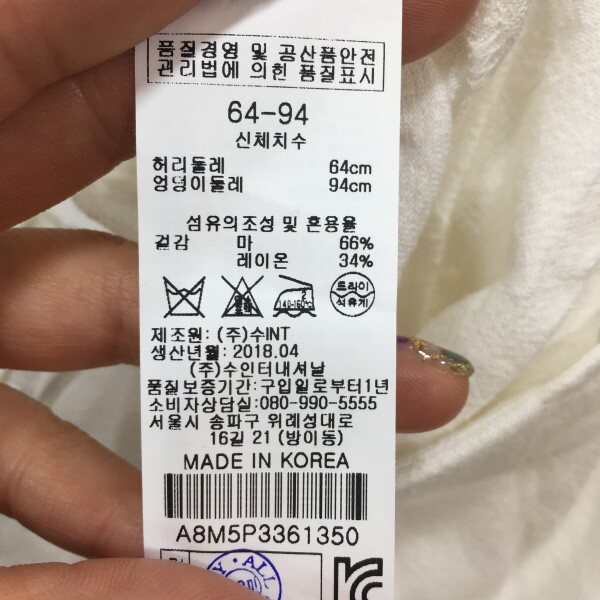 품질경영 및 공산품안전
관리법에 의한 품질표시
64-94
신체치수
허리둘레 64cm
엉덩이둘레 94cm
섬유의조성 및 혼용율
겉감 마 66%
레이온 34%
140-160℃ 드라이
석유계
제조원: (주)수INT
생산년월: 2018.04
(주)수인터내셔날
품질보증기간:구입일로부터1년
소비자상담실:080-990-5555
서울시 송파구 위례성대로
16길 21 (방이동)
MADE IN KOREA
A8M5P3361350
ALL